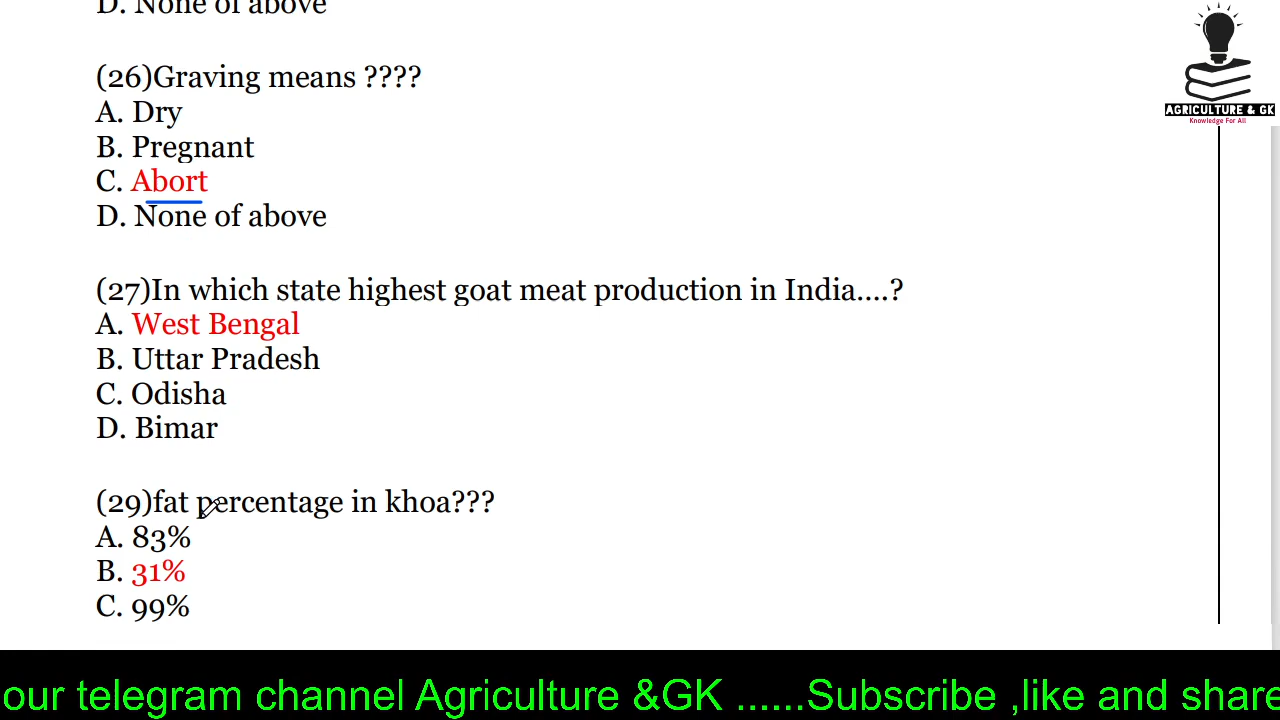 D. None of above
(26)Graving means ????
A. Dry
B. Pregnant
C. Abort
D. None of above
(27)In which state highest goat meat production in India....?
A. West Bengal
B. Uttar Pradesh
C. Odisha
D. Bimar
(29)fat percentage in khoa???
A. 83%
B. 31%
C. 99%
AGRICULTURE & GK
Knowledge For All
our telegram channel Agriculture &GK ......Subscribe ,like and share